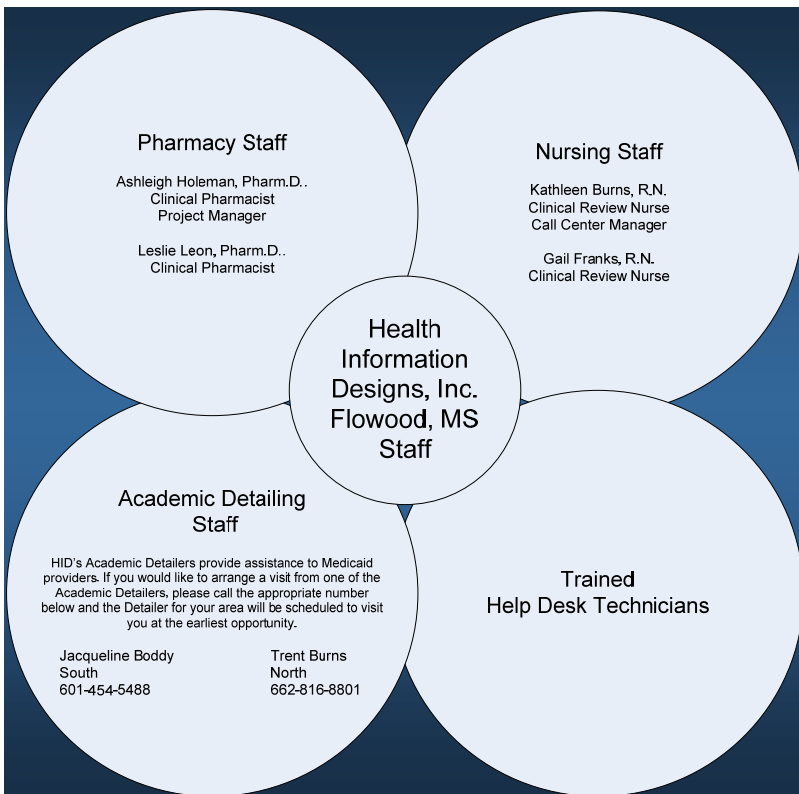 Pharmacy Staff
Ashleigh Holeman, Pharm.D..
Clinical Pharmacist
Project Manager
Leslie Leon, Pharm.D..
Clinical Pharmacist
Nursing Staff
Kathleen Burns, R.N.
Clinical Review Nurse
Call Center Manager
Gail Franks, R.N.
Clinical Review Nurse
Health
Information
Designs, Inc.
Flowood, MS
Staff
Academic Detailing
Staff
HID's Academic Detailers provide assistance to Medicaid
providers. If you would like to arrange a visit from one of the
Academic Detailers, please call the appropriate number
below and the Detailer for your area will be scheduled to visit
you at the earliest opportunity.
Jacqueline Boddy
South
601-454-5488
Trent Burns
North
662-816-8801
Trained
Help Desk Technicians